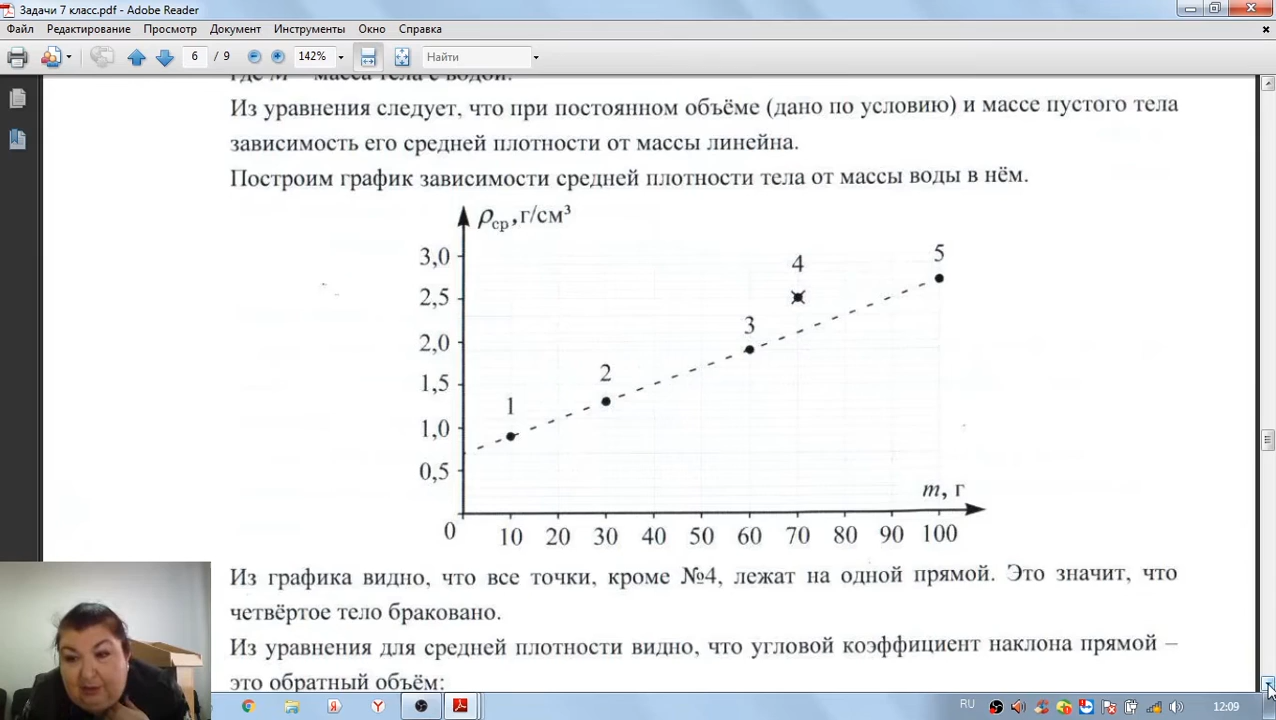 Задачи 7 класс.pdf - Adobe Reader
Файл Редактирование Просмотр Документ Инструменты Окно Справка
6 / 9 142% Найти
где M – масса тела с водой.
Из уравнения следует, что при постоянном объёме (дано по условию) и массе пустого тела
зависимость его средней плотности от массы линейна.
Построим график зависимости средней плотности тела от массы воды в нём.
ρср, г/см³
3,0
2,5
2,0
1,5
1,0
0,5
0
1
2
3
4
5
m, г
10 20 30 40 50 60 70 80 90 100
Из графика видно, что все точки, кроме №4, лежат на одной прямой. Это значит, что
четвёртое тело браковано.
Из уравнения для средней плотности видно, что угловой коэффициент наклона прямой –
это обратный объём:
RU 12:09